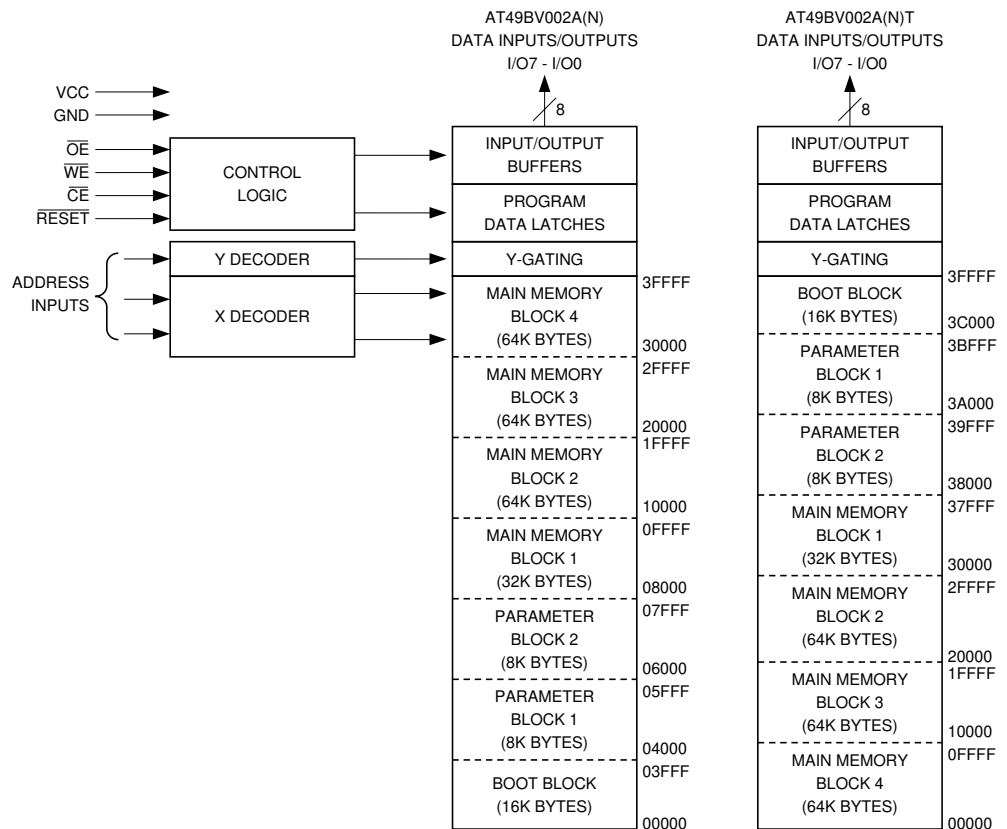 AT49BV002A(N)
DATA INPUTS/OUTPUTS
I/O7 - I/O0
8
AT49BV002A(N)T
DATA INPUTS/OUTPUTS
I/O7 - I/O0
8
VCC
GND
OE
WE
CE
RESET
CONTROL
LOGIC
ADDRESS
INPUTS
Y DECODER
X DECODER
INPUT/OUTPUT
BUFFERS
PROGRAM
DATA LATCHES
Y-GATING
3FFFF
MAIN MEMORY
BLOCK 4
(64K BYTES)
30000
2FFFF
MAIN MEMORY
BLOCK 3
(64K BYTES)
20000
1FFFF
MAIN MEMORY
BLOCK 2
(64K BYTES)
10000
0FFFF
MAIN MEMORY
BLOCK 1
(32K BYTES)
08000
07FFF
PARAMETER
BLOCK 2
(8K BYTES)
06000
05FFF
PARAMETER
BLOCK 1
(8K BYTES)
04000
03FFF
BOOT BLOCK
(16K BYTES)
00000
INPUT/OUTPUT
BUFFERS
PROGRAM
DATA LATCHES
Y-GATING
3FFFF
BOOT BLOCK
(16K BYTES)
3C000
3BFFF
PARAMETER
BLOCK 1
(8K BYTES)
3A000
39FFF
PARAMETER
BLOCK 2
(8K BYTES)
38000
37FFF
MAIN MEMORY
BLOCK 1
(32K BYTES)
30000
2FFFF
MAIN MEMORY
BLOCK 2
(64K BYTES)
20000
1FFFF
MAIN MEMORY
BLOCK 3
(64K BYTES)
10000
0FFFF
MAIN MEMORY
BLOCK 4
(64K BYTES)
00000